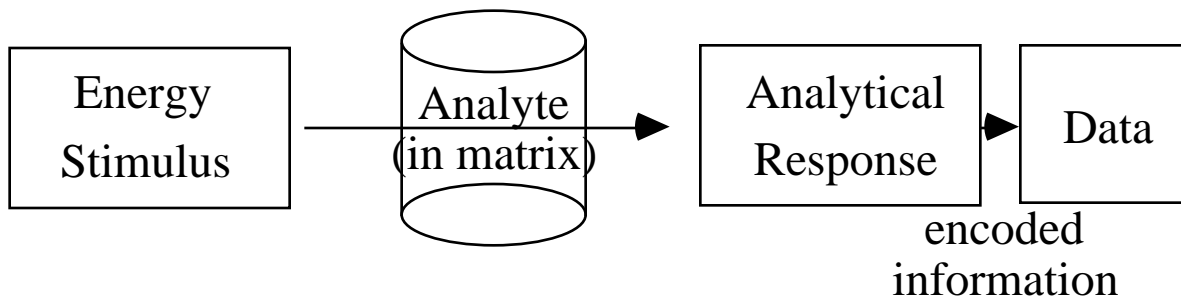 Energy
Stimulus
Analyte
(in matrix)
Analytical
Response
Data
encoded
information